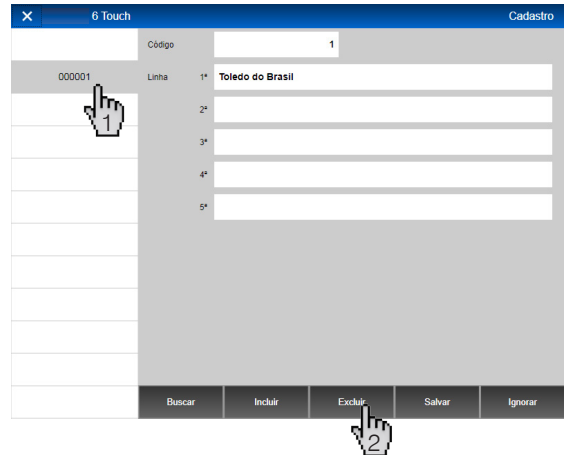 ✕ 6 Touch Cadastro
Código 1
000001 Linha 1ª Toledo do Brasil
1 2ª
3ª
4ª
5ª
Buscar Incluir Excluir Salvar Ignorar
2